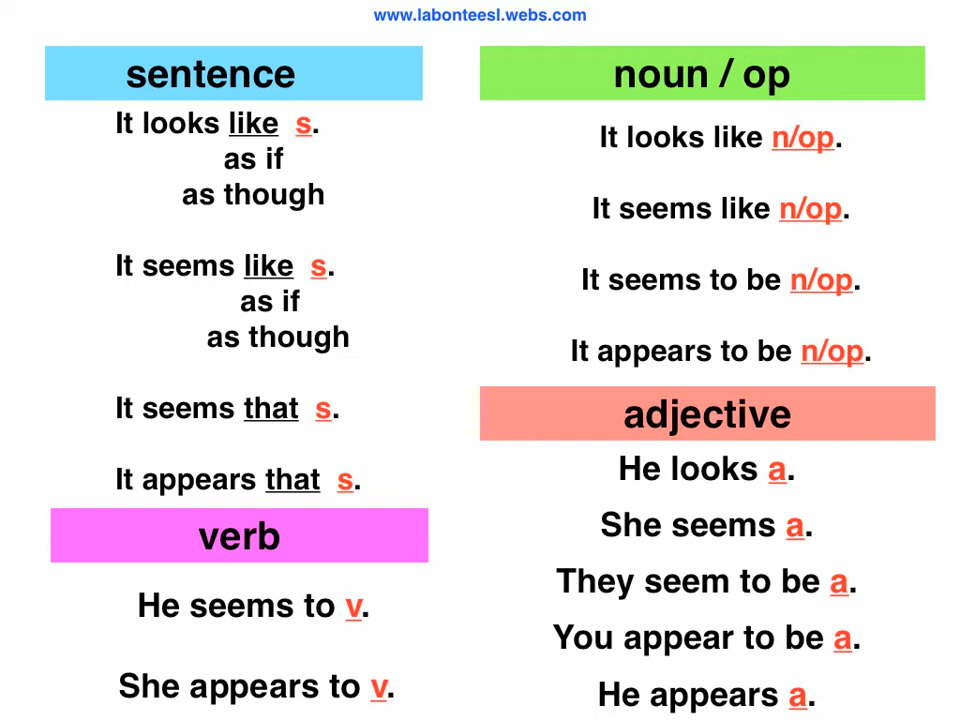 www.labonteesl.webs.com
sentence
It looks like s.
as if
as though
It seems like s.
as if
as though
It seems that s.
It appears that s.
verb
He seems to v.
She appears to v.
noun / op
It looks like n/op.
It seems like n/op.
It seems to be n/op.
It appears to be n/op.
adjective
He looks a.
She seems a.
They seem to be a.
You appear to be a.
He appears a.